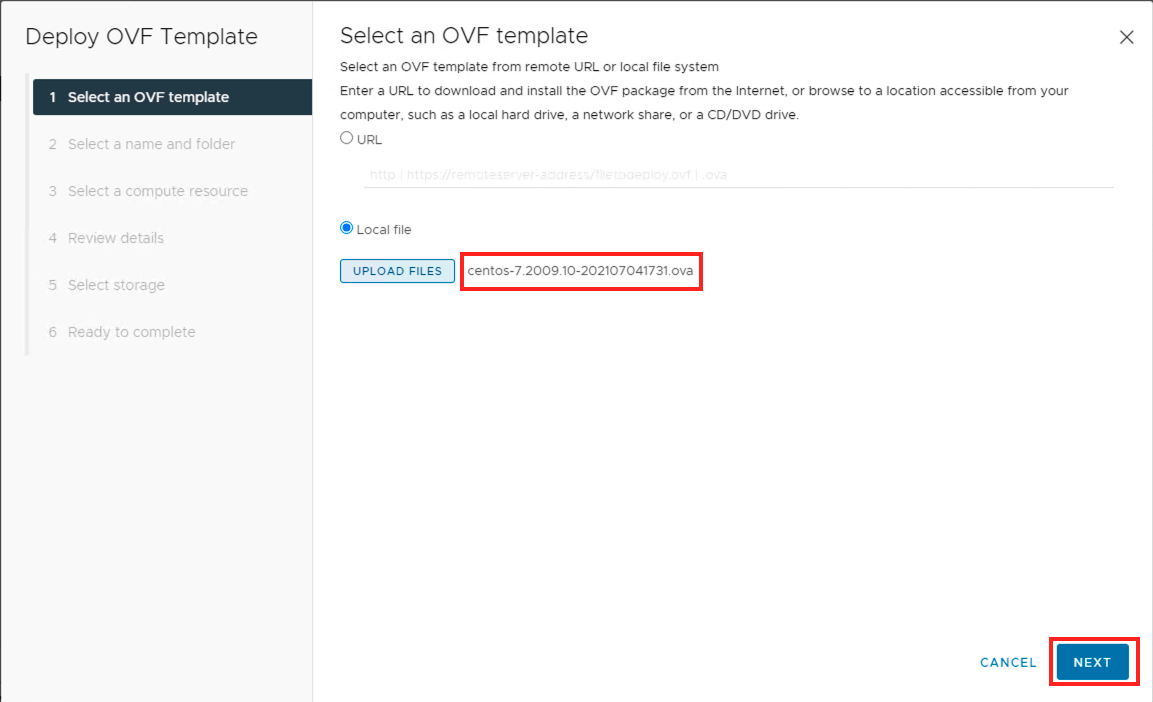 Deploy OVF Template
1 Select an OVF template
2 Select a name and folder
3 Select a compute resource
4 Review details
5 Select storage
6 Ready to complete
Select an OVF template
Select an OVF template from remote URL or local file system
Enter a URL to download and install the OVF package from the Internet, or browse to a location accessible from your
computer, such as a local hard drive, a network share, or a CD/DVD drive.
URL
http | https://remoteserver-address/filetodeploy.ovf | .ova
Local file
UPLOAD FILES centos-7.2009.10-202107041731.ova
CANCEL NEXT